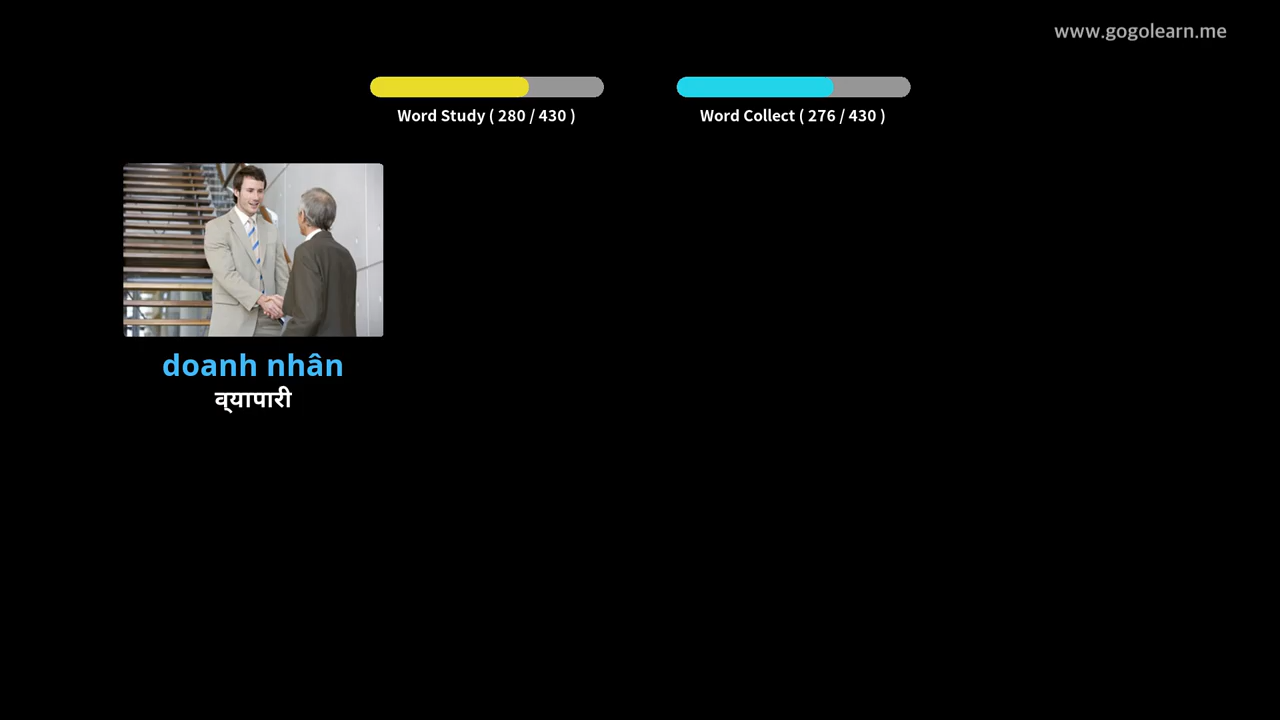 www.gogolearn.me
Word Study ( 280 / 430 )
Word Collect ( 276 / 430 )
doanh nhân
व्यापारी